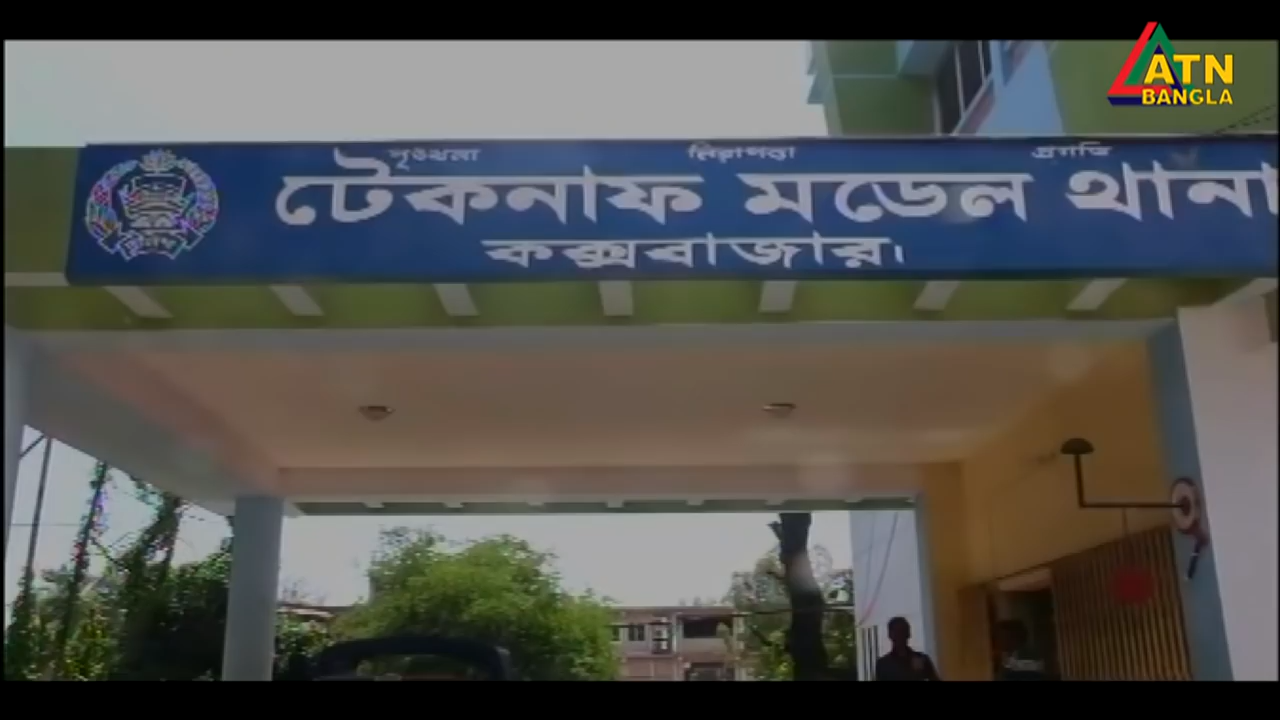 ATN
BANGLA
শৃঙ্খলা নিরাপত্তা প্রগতি
টেকনাফ মডেল থানা
কক্সবাজার।